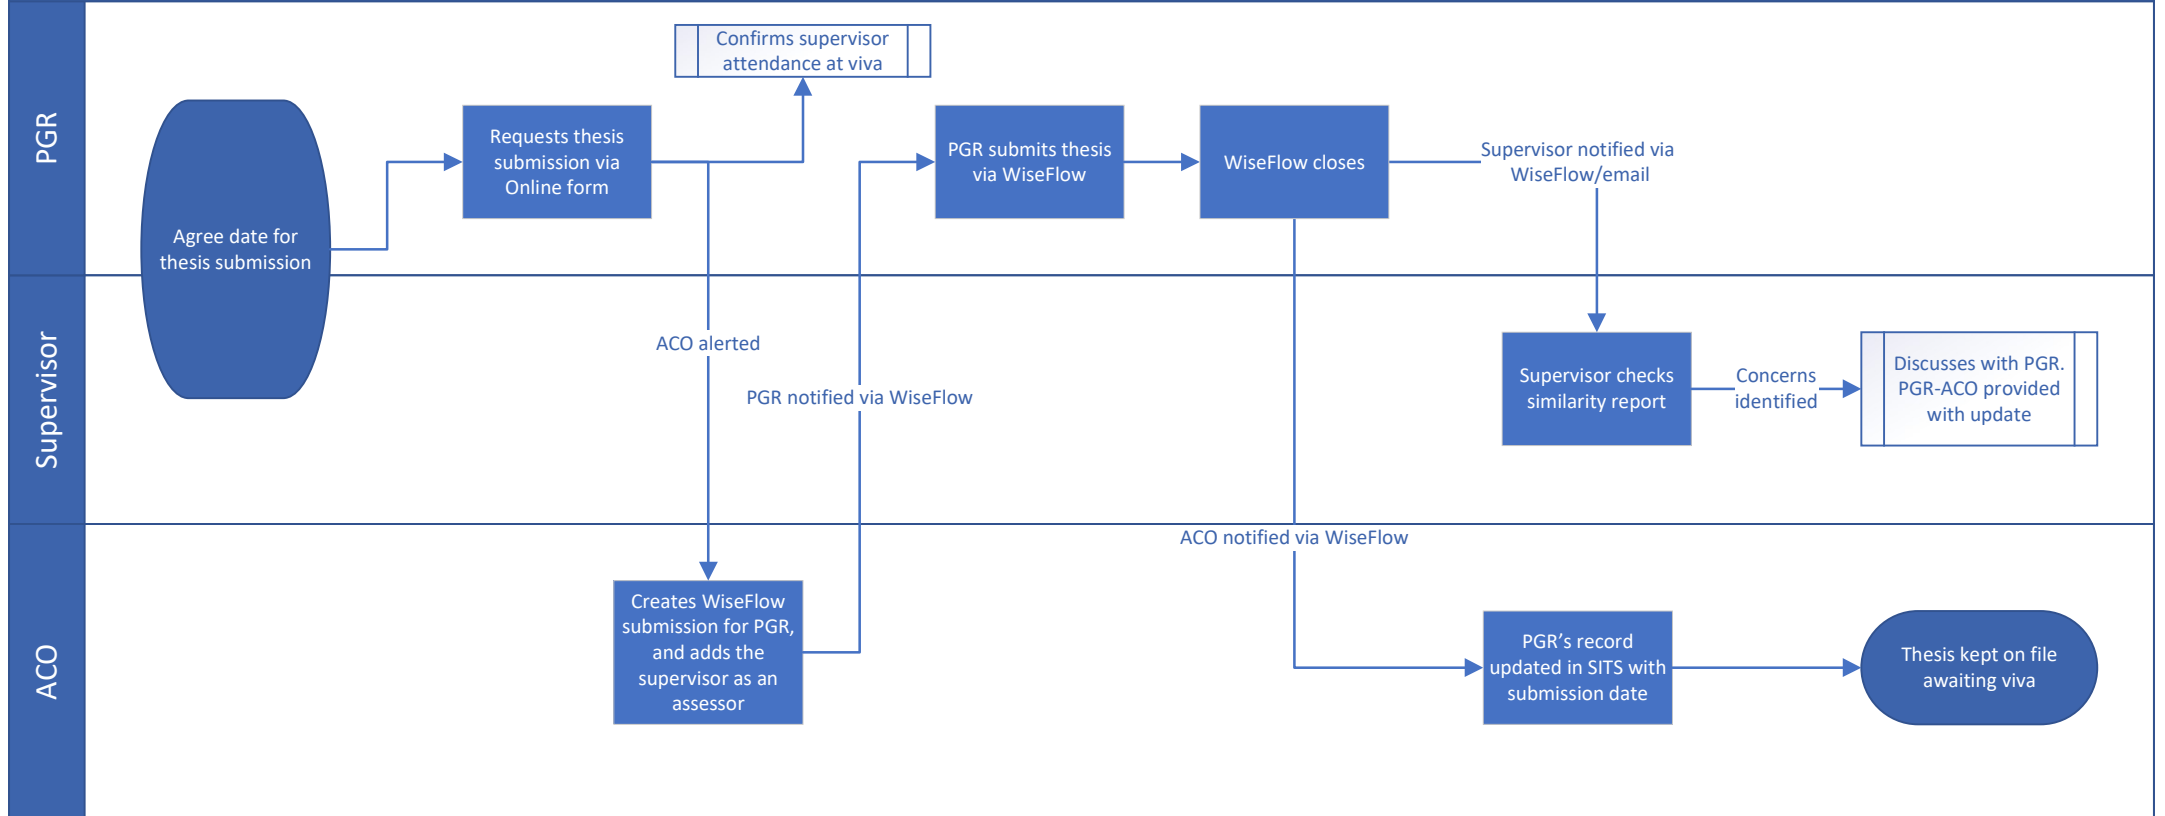 PGR
Confirms supervisor
attendance at viva
Requests thesis
submission via
Online form
PGR submits thesis
via WiseFlow
WiseFlow closes
Supervisor notified via
WiseFlow/email
Agree date for
thesis submission
Supervisor
ACO alerted
PGR notified via WiseFlow
Supervisor checks
similarity report
Concerns
identified
Discusses with PGR.
PGR-ACO provided
with update
ACO notified via WiseFlow
ACO
Creates WiseFlow
submission for PGR,
and adds the
supervisor as an
assessor
PGR’s record
updated in SITS with
submission date
Thesis kept on file
awaiting viva